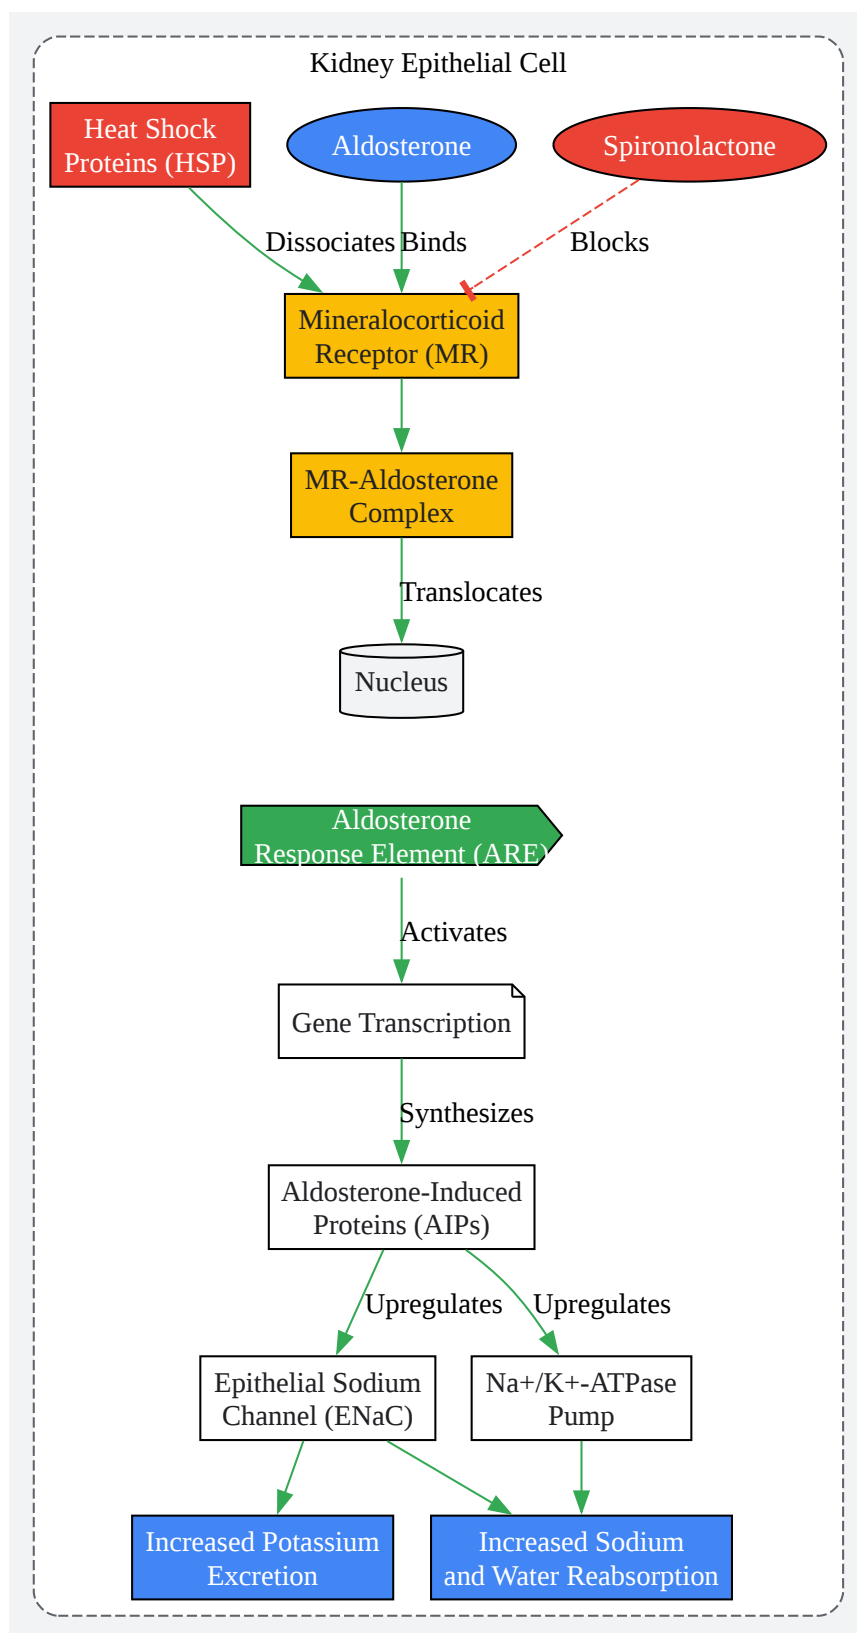 Kidney Epithelial Cell
Heat Shock
Proteins (HSP)
Aldosterone
Spironolactone
Dissociates
Binds
Blocks
Mineralocorticoid
Receptor (MR)
MR-Aldosterone
Complex
Translocates
Nucleus
Aldosterone
Response Element (ARE)
Activates
Gene Transcription
Synthesizes
Aldosterone-Induced
Proteins (AIPs)
Upregulates
Upregulates
Epithelial Sodium
Channel (ENaC)
Na+/K+-ATPase
Pump
Increased Potassium
Excretion
Increased Sodium
and Water Reabsorption